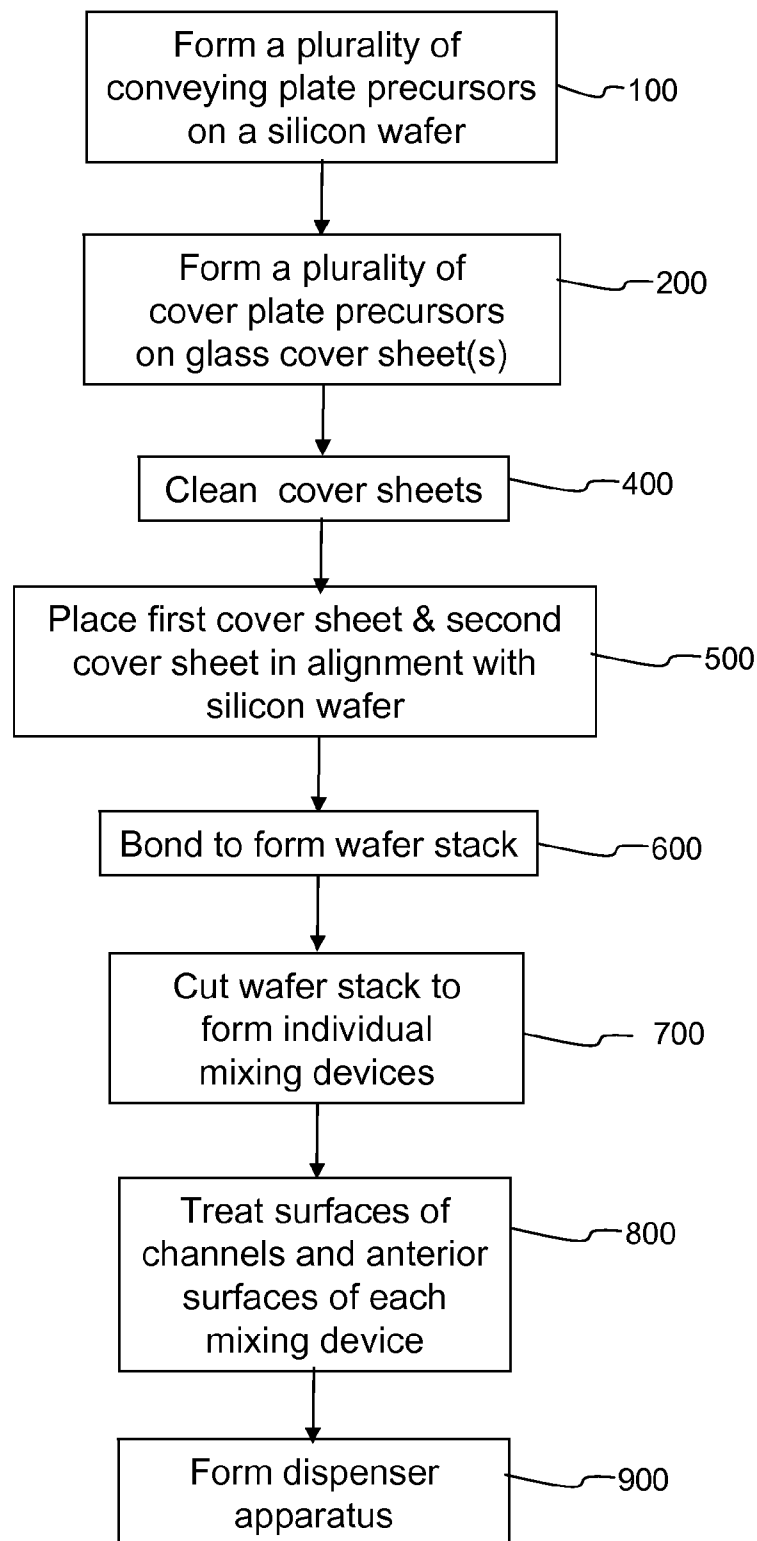 Form a plurality of
conveying plate precursors
on a silicon wafer
100
Form a plurality of
cover plate precursors
on glass cover sheet(s)
200
Clean cover sheets
400
Place first cover sheet & second
cover sheet in alignment with
silicon wafer
500
Bond to form wafer stack
600
Cut wafer stack to
form individual
mixing devices
700
Treat surfaces of
channels and anterior
surfaces of each
mixing device
800
Form dispenser
apparatus
900